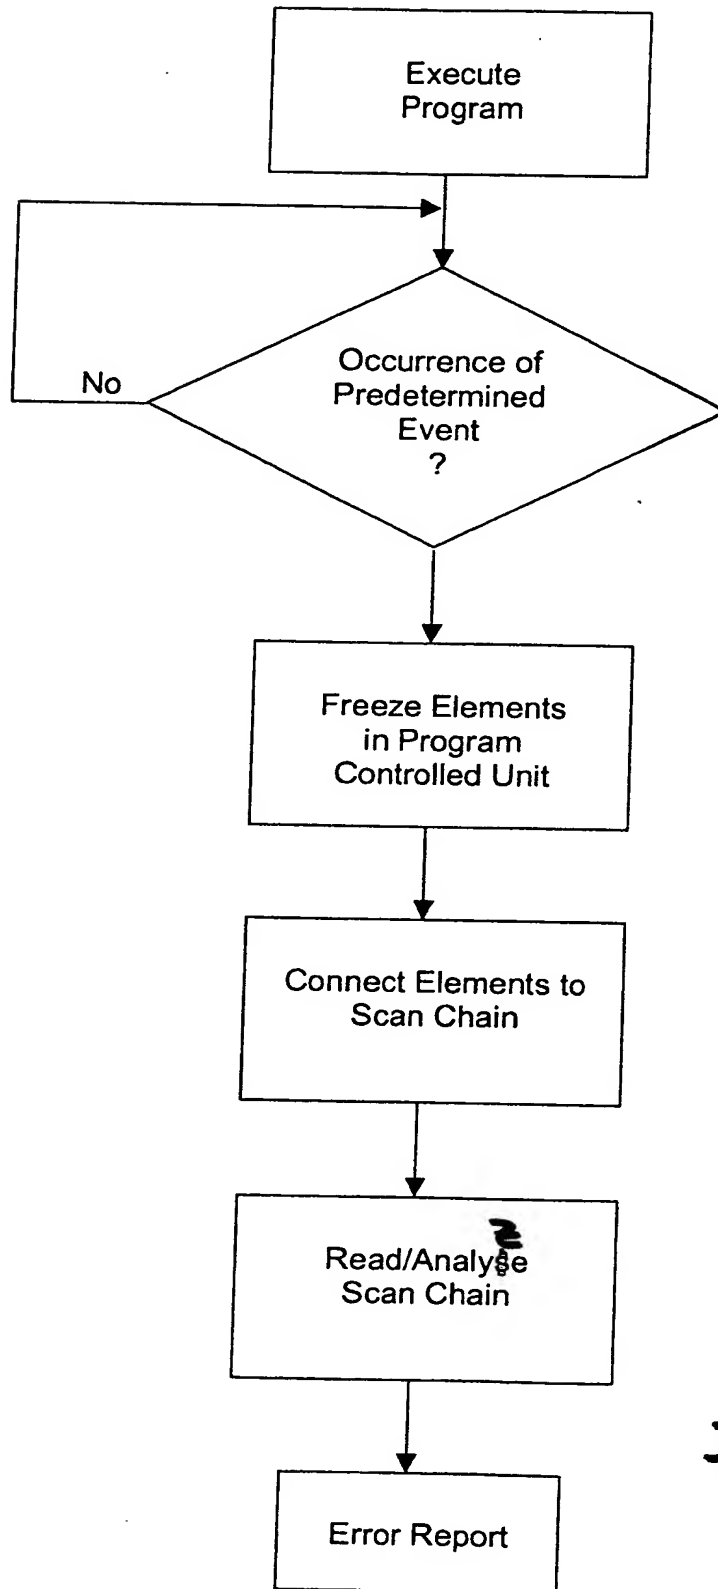 Execute
Program
Occurrence of
Predetermined
Event
?
No
Freeze Elements
in Program
Controlled Unit
Connect Elements to
Scan Chain
Read/Analyse
Scan Chain
Error Report